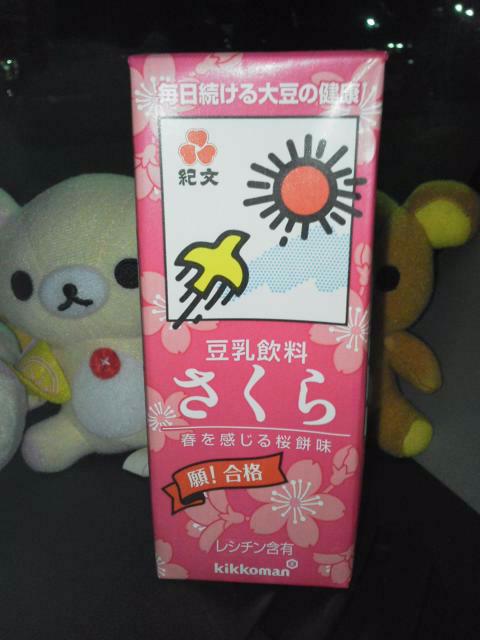 毎日続ける大豆の健康!
紀文
豆乳飲料
さくら
春を感じる桜餅味
願!合格
レシチン含有
kikkoman